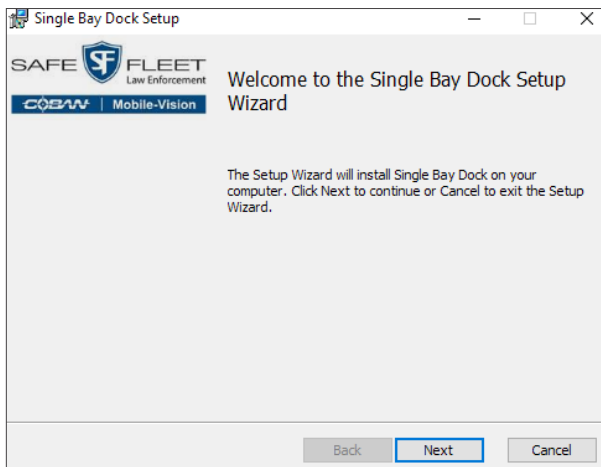 Single Bay Dock Setup
SAFE SF FLEET
Law Enforcement
COBAN | Mobile-Vision
Welcome to the Single Bay Dock Setup
Wizard
The Setup Wizard will install Single Bay Dock on your
computer. Click Next to continue or Cancel to exit the Setup
Wizard.
Back Next Cancel